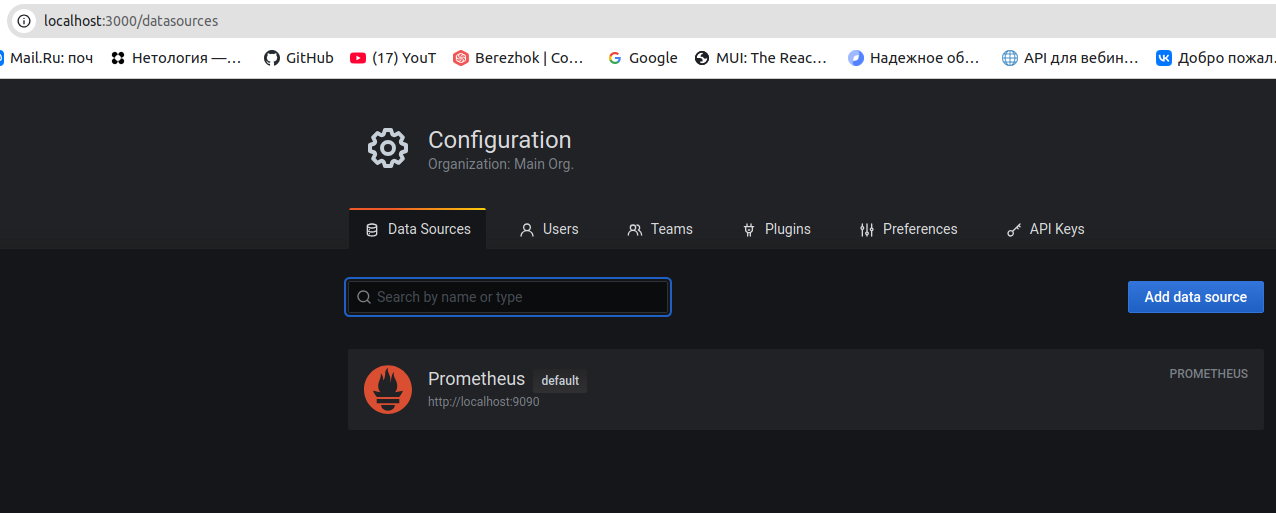 localhost:3000/datasources
Mail.Ru: поч Нетология —... GitHub (17) YouT Berezhok | Co... Google MUI: The Reac... Надежное об... API для вебин... Добро пожал.
Configuration
Organization: Main Org.
Data Sources Users Teams Plugins Preferences API Keys
Search by name or type Add data source
Prometheus default PROMETHEUS
http://localhost:9090